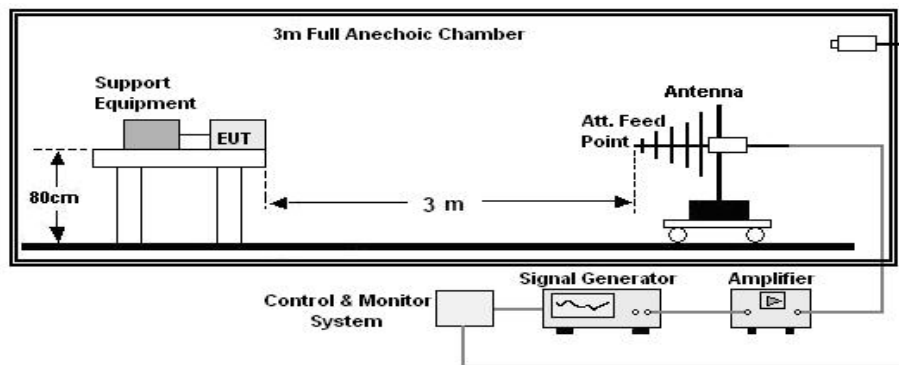 3m Full Anechoic Chamber
Support
Equipment
EUT
Antenna
Att. Feed
Point
80cm
3 m
Signal Generator
Amplifier
Control & Monitor
System